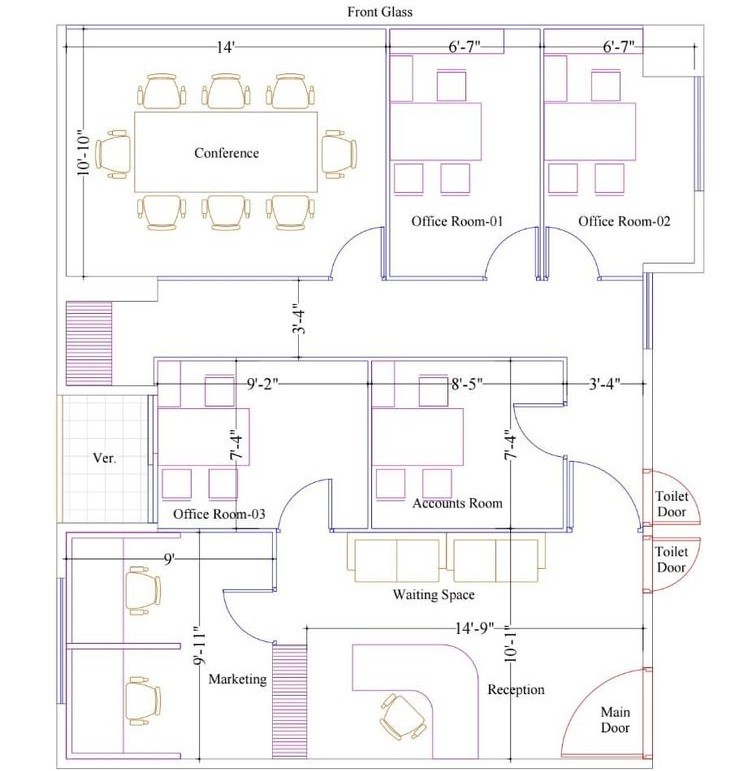 Front Glass
14'
6'-7"
6'-7"
10'-10"
Conference
Office Room-01
Office Room-02
3'-4"
9'-2"
8'-5"
3'-4"
7'-4"
7'-4"
Ver.
Office Room-03
Accounts Room
Toilet
Door
Toilet
Door
9'
Waiting Space
14'-9"
9'-11"
10'-1"
Marketing
Reception
Main
Door